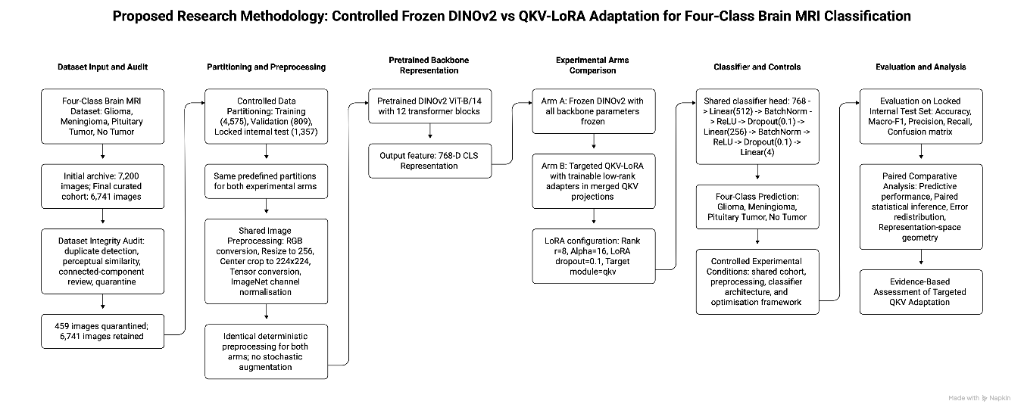 Proposed Research Methodology: Controlled Frozen DINOv2 vs QKV-LoRA Adaptation for Four-Class Brain MRI Classification
Dataset Input and Audit
Four-Class Brain MRI
Dataset: Glioma,
Meningioma, Pituitary
Tumor, No Tumor
Initial archive: 7,200
images; Final curated
cohort: 6,741 images
Dataset Integrity Audit:
duplicate detection,
perceptual similarity,
connected-component
review, quarantine
459 images quarantined;
6,741 images retained
Partitioning and Preprocessing
Controlled Data
Partitioning: Training
(4,575), Validation (809),
Locked internal test (1,357)
Same predefined partitions
for both experimental arms
Shared Image
Preprocessing: RGB
conversion, Resize to 256,
Center crop to 224x224,
Tensor conversion,
ImageNet channel
normalisation
Identical deterministic
preprocessing for both
arms; no stochastic
augmentation
Pretrained Backbone
Representation
Pretrained DINOv2 ViT-B/14
with 12 transformer blocks
Output feature: 768-D CLS
Representation
Experimental Arms
Comparison
Arm A: Frozen DINOv2 with
all backbone parameters
frozen
Arm B: Targeted QKV-LoRA
with trainable low-rank
adapters in merged QKV
projections
LoRA configuration: Rank
r=8, Alpha=16, LoRA
dropout=0.1, Target
module=qkv
Classifier and Controls
Shared classifier head: 768 -
> Linear(512) -> BatchNorm -
> ReLU -> Dropout(0.1) ->
Linear(256) -> BatchNorm ->
ReLU -> Dropout(0.1) ->
Linear(4)
Four-Class Prediction:
Glioma, Meningioma,
Pituitary Tumor, No Tumor
Controlled Experimental
Conditions: shared cohort,
preprocessing, classifier
architecture, and
optimisation framework
Evaluation and Analysis
Evaluation on Locked
Internal Test Set: Accuracy,
Macro-F1, Precision, Recall,
Confusion matrix
Paired Comparative
Analysis: Predictive
performance, Paired
statistical inference, Error
redistribution,
Representation-space
geometry
Evidence-Based
Assessment of Targeted
QKV Adaptation
Made with Napkin